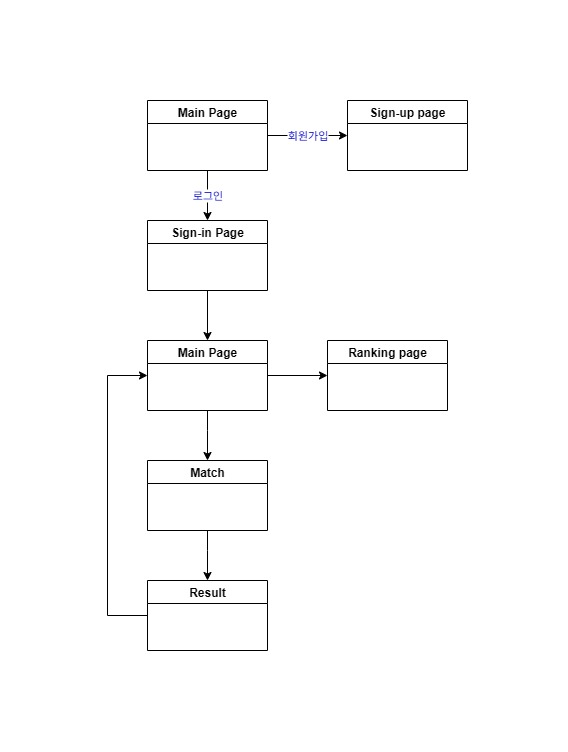 Main Page
Sign-up page
회원가입
로그인
Sign-in Page
Main Page
Ranking page
Match
Result